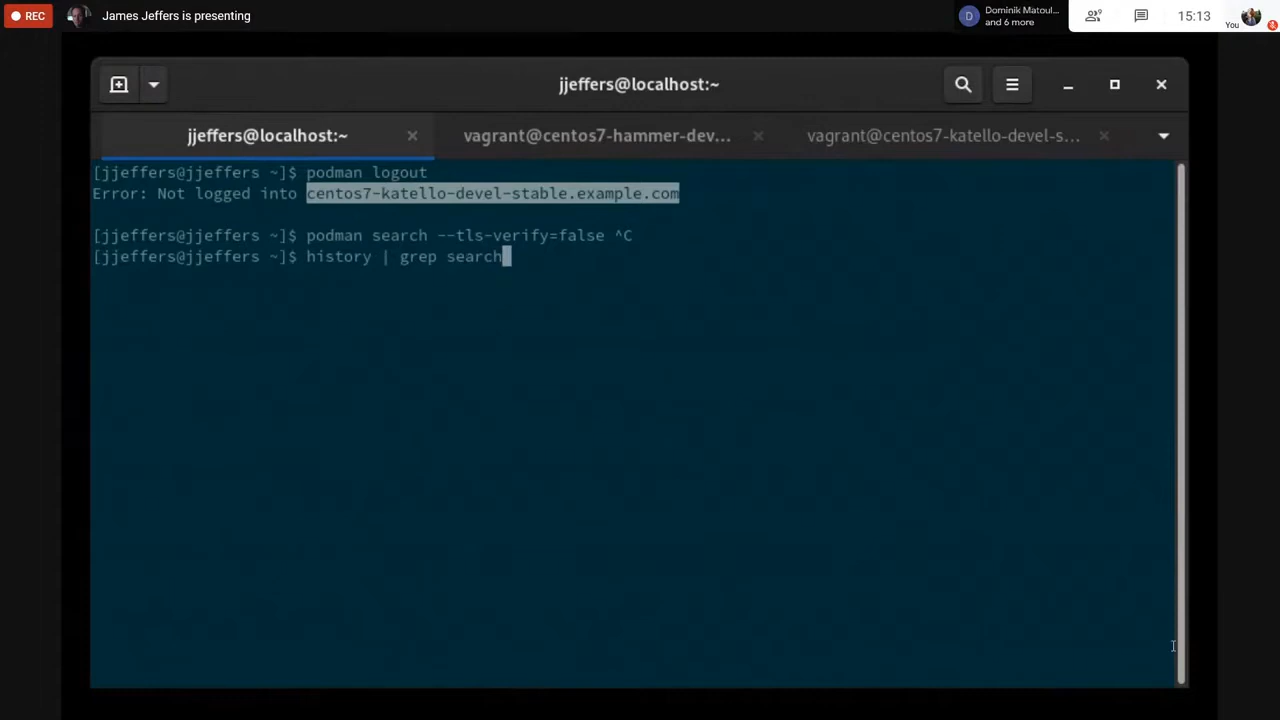 REC
James Jeffers is presenting
D
Dominik Matoul...
and 6 more
9
15:13
You
jjeffers@localhost:~
jjeffers@localhost:~
vagrant@centos7-hammer-dev...
vagrant@centos7-katello-devel-s...
[jjeffers@jjeffers ~]$ podman logout
Error: Not logged into centos7-katello-devel-stable.example.com
[jjeffers@jjeffers ~]$ podman search --tls-verify=false ^C
[jjeffers@jjeffers ~]$ history | grep search